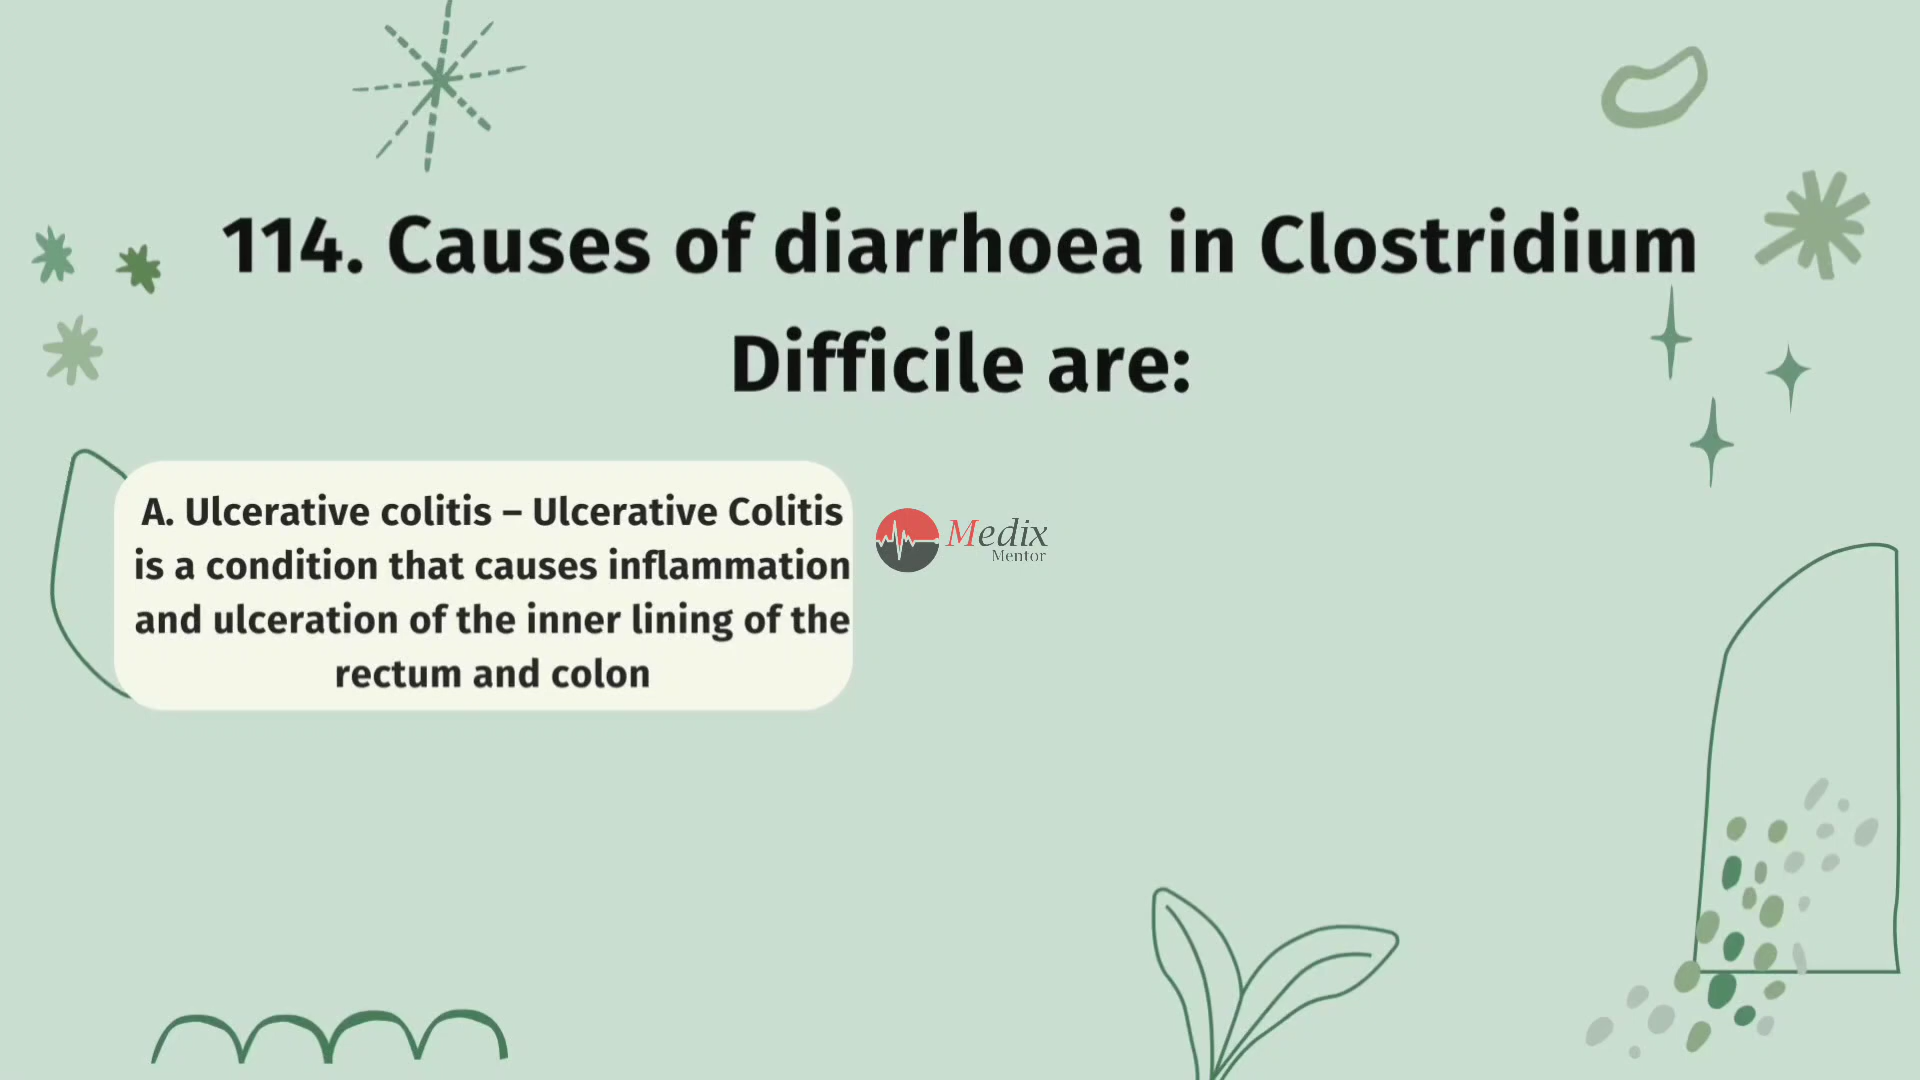 114. Causes of diarrhoea in Clostridium
Difficile are:
A. Ulcerative colitis – Ulcerative Colitis
is a condition that causes inflammation
and ulceration of the inner lining of the
rectum and colon
Medix
Mentor